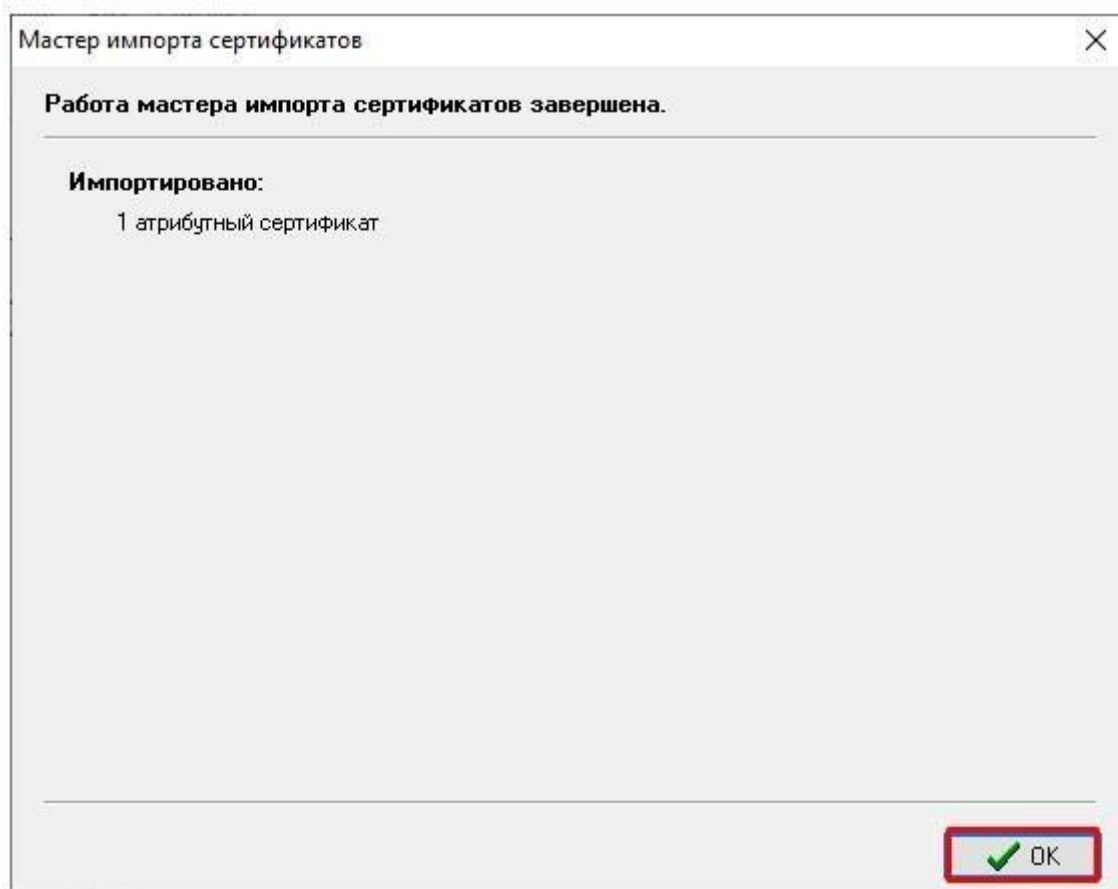 Мастер импорта сертификатов
Работа мастера импорта сертификатов завершена.
Импортировано:
1 атрибутный сертификат
OK